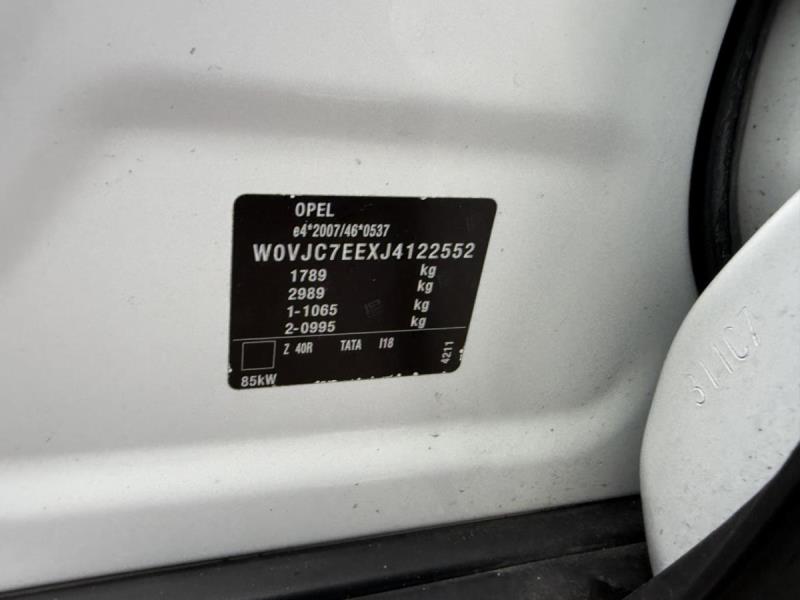 OPEL
e4*2007/46*0537
W0VJC7EEXJ4122552
1789 kg
2989 kg
1-1065 kg
2-0995 kg
Z 40R TATA I18
4211
85kW